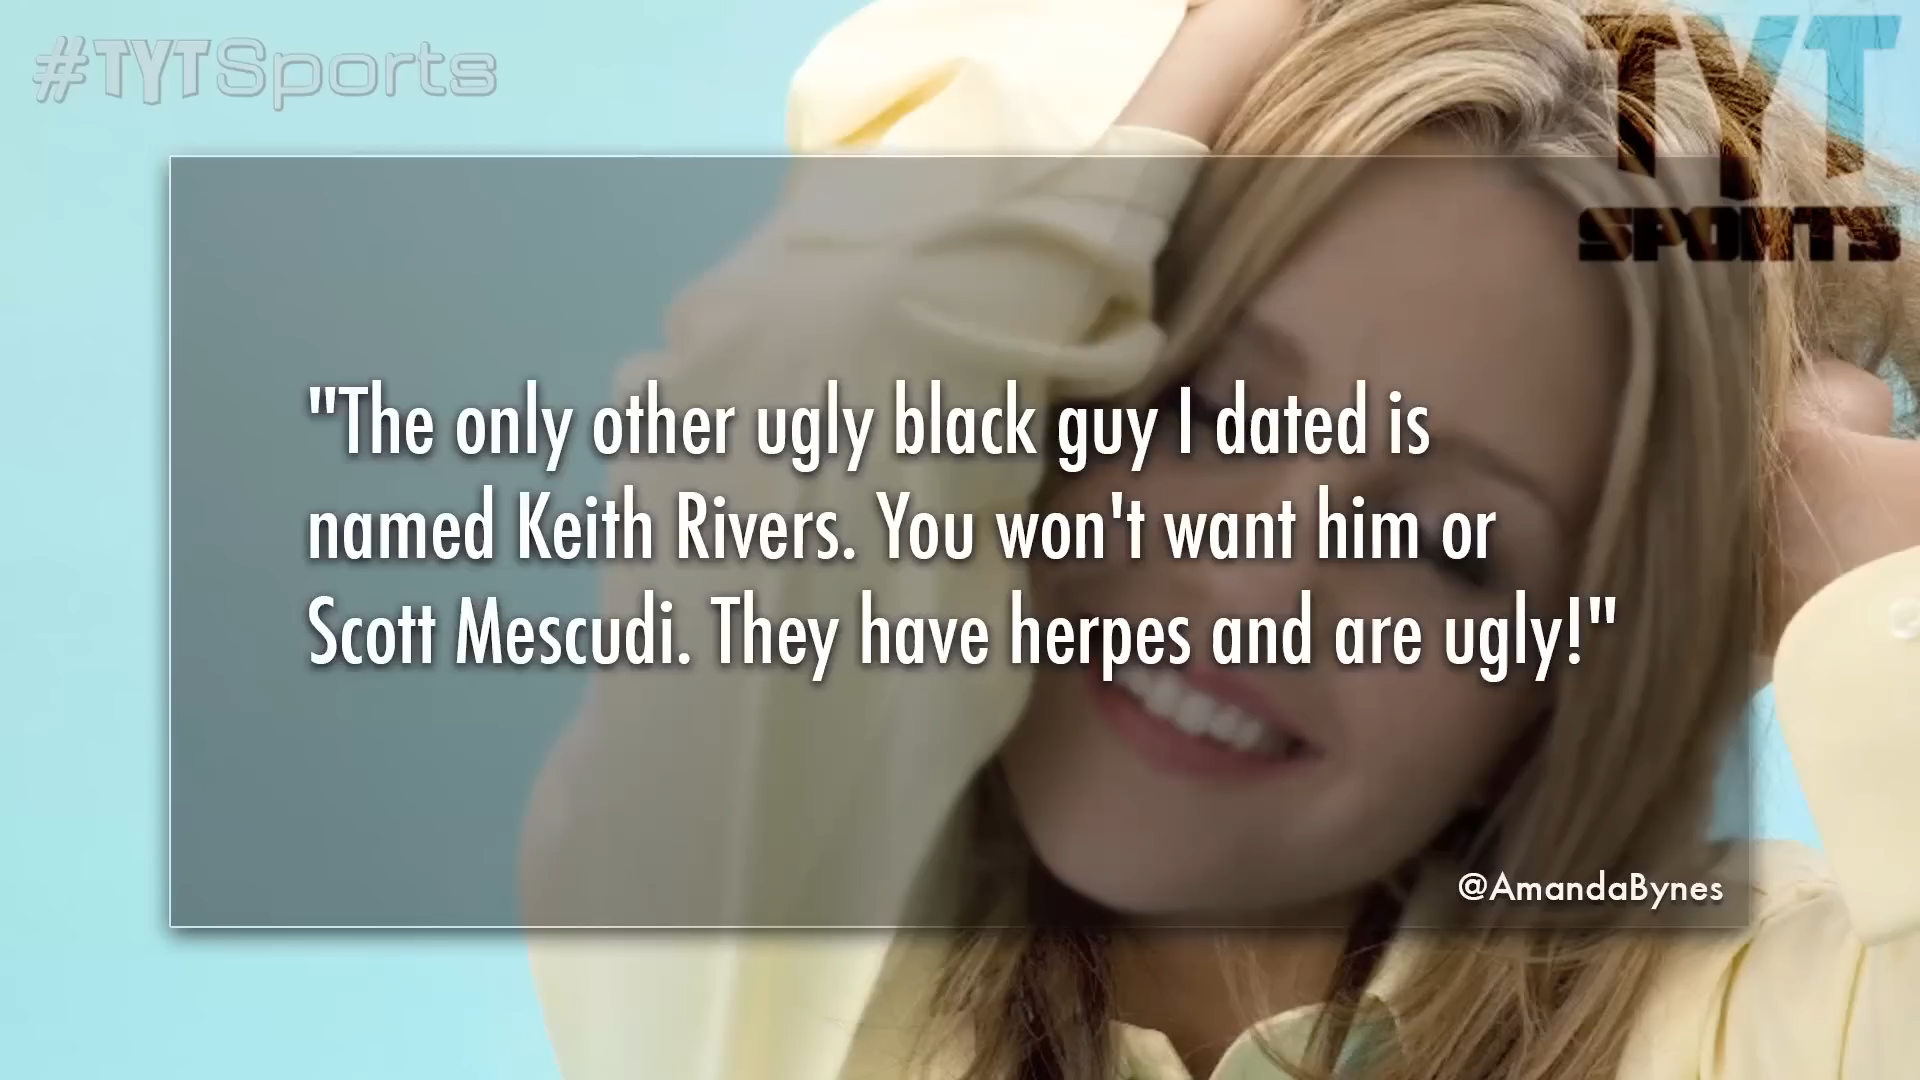 #TYTSports
TYT
SPORTS
"The only other ugly black guy I dated is
named Keith Rivers. You won't want him or
Scott Mescudi. They have herpes and are ugly!"
@AmandaBynes